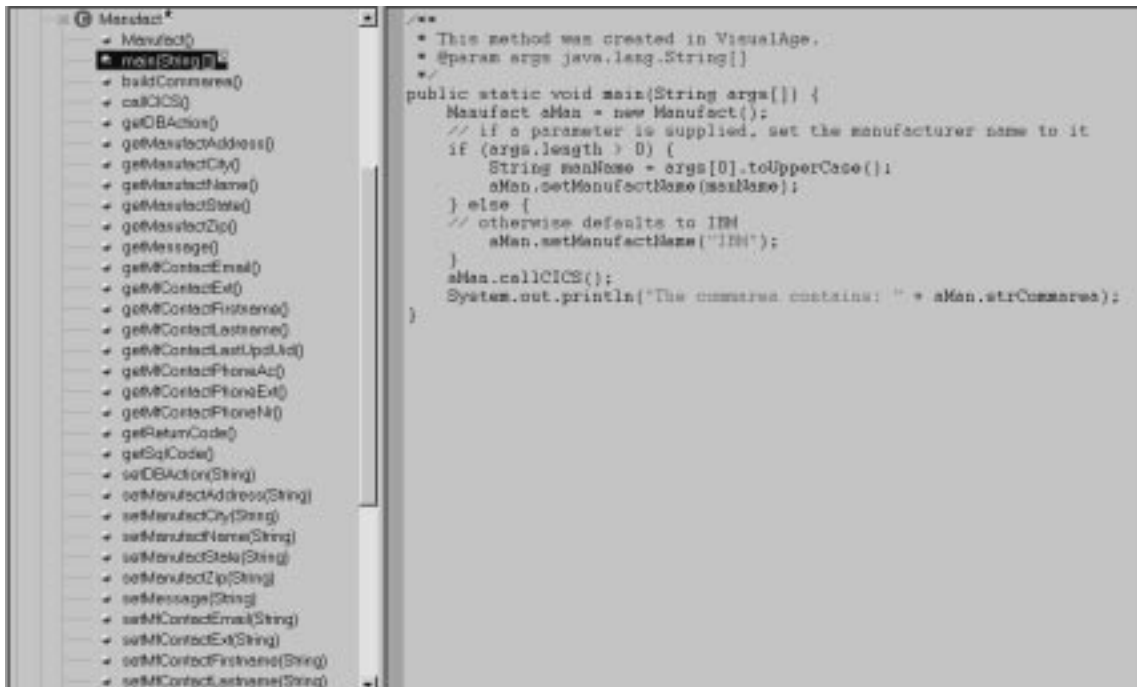 Manufact
Manufact()
main(String[])
buildCommarea()
callCICS()
getDBAction()
getManufactAddress()
getManufactCity()
getManufactName()
getManufactState()
getManufactZip()
getMessage()
getMfContactEmail()
getMfContactExt()
getMfContactFirstname()
getMfContactLastname()
getMfContactLastUpdUid()
getMfContactPhoneAc()
getMfContactPhoneExt()
getMfContactPhoneNr()
getReturnCode()
getSqlCode()
setDBAction(String)
setManufactAddress(String)
setManufactCity(String)
setManufactName(String)
setManufactState(String)
setManufactZip(String)
setMessage(String)
setMfContactEmail(String)
setMfContactExt(String)
setMfContactFirstname(String)
setMfContactLastname(String)
/**
* This method was created in VisualAge.
* @param args java.lang.String[]
*/
public static void main(String args[]) {
Manufact aMan = new Manufact();
// if a parameter is supplied, set the manufacturer name to it
if (args.length > 0) {
String manName = args[0].toUpperCase();
aMan.setManufactName(manName);
} else {
// otherwise defaults to IBM
aMan.setManufactName("IBM");
}
aMan.callCICS();
System.out.println("The commarea contains: " + aMan.strCommarea);
}